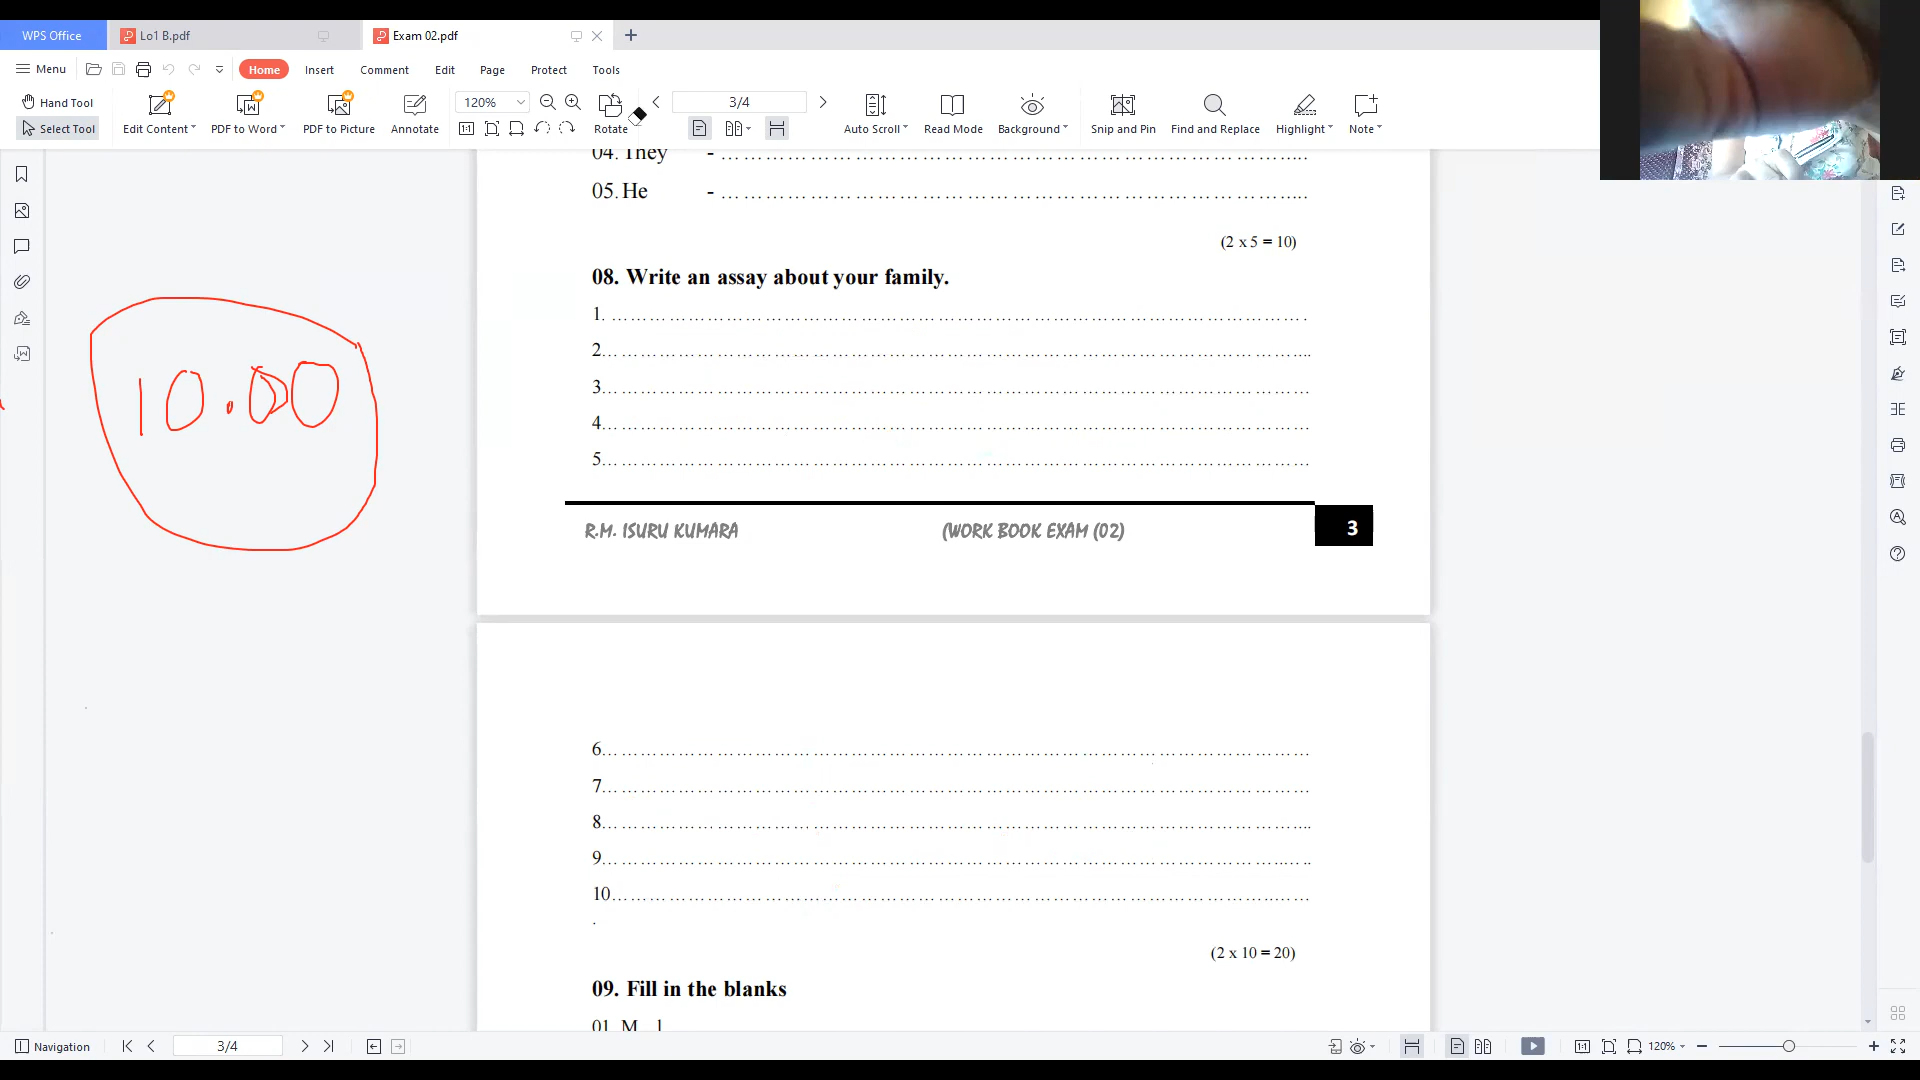 WPS Office Lo1 B.pdf Exam 02.pdf
Menu Home Insert Comment Edit Page Protect Tools
Hand Tool 120% 3/4
Select Tool Edit Content PDF to Word PDF to Picture Annotate Rotate Auto Scroll Read Mode Background Snip and Pin Find and Replace Highlight Note
04. They - ………………………………………………………………
05. He - ………………………………………………………………
(2 x 5 = 10)
08. Write an assay about your family.
1. ………………………………………………………………
2. ………………………………………………………………
3. ………………………………………………………………
4. ………………………………………………………………
5. ………………………………………………………………
10.00
R.M. ISURU KUMARA (WORK BOOK EXAM (02) 3
6. ………………………………………………………………
7. ………………………………………………………………
8. ………………………………………………………………
9. ………………………………………………………………
10. ………………………………………………………………
.
(2 x 10 = 20)
09. Fill in the blanks
01. M
Navigation 3/4 120%